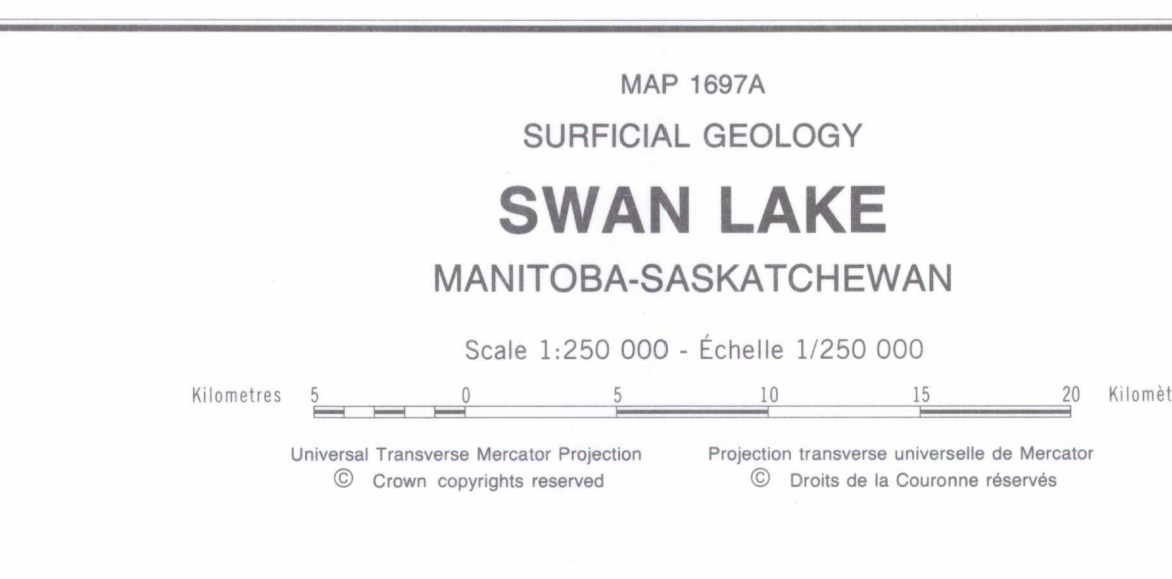 MAP 1697A
SURFICIAL GEOLOGY
SWAN LAKE
MANITOBA-SASKATCHEWAN
Scale 1:250 000 - Échelle 1/250 000
Kilometres 5 0 5 10 15 20 Kilomèt
Universal Transverse Mercator Projection Projection transverse universelle de Mercator
© Crown copyrights reserved © Droits de la Couronne réservés